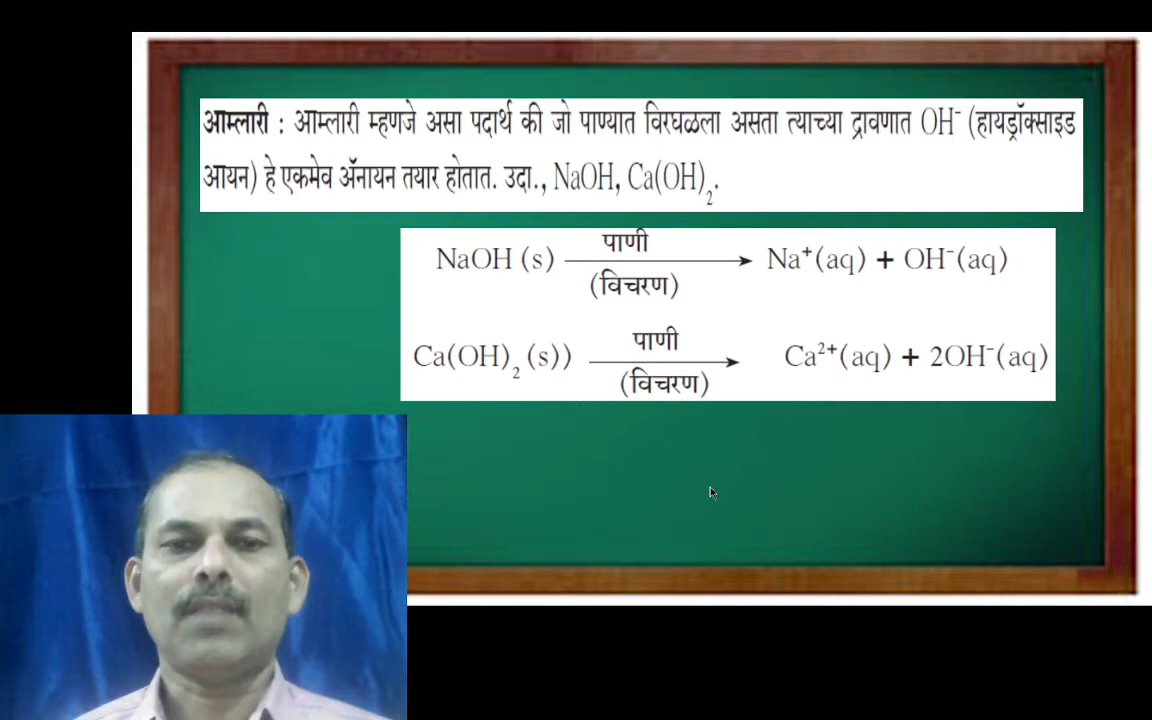 आम्लारी : आम्लारी म्हणजे असा पदार्थ की जो पाण्यात विरघळला असता त्याच्या द्रावणात OH⁻ (हायड्रॉक्साइड
आयन) हे एकमेव ॲनायन तयार होतात. उदा., NaOH, Ca(OH)₂.
पाणी
NaOH (s) ⟶ Na⁺(aq) + OH⁻(aq)
(विचरण)
पाणी
Ca(OH)₂ (s)) ⟶ Ca²⁺(aq) + 2OH⁻(aq)
(विचरण)